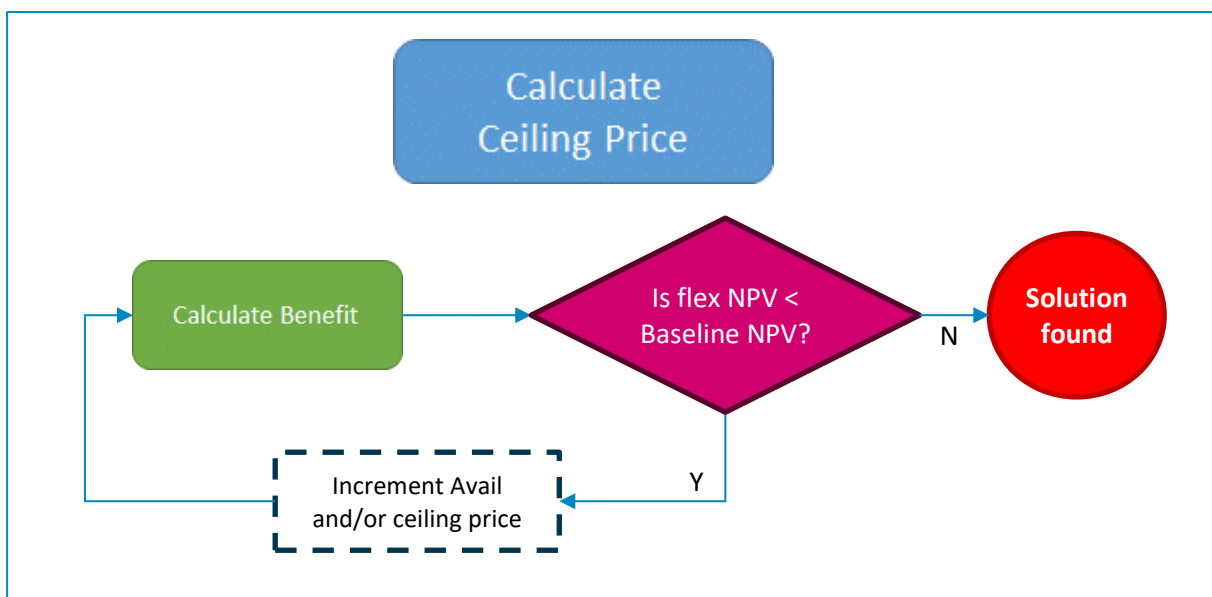 Calculate
Ceiling Price
Calculate Benefit
Is flex NPV <
Baseline NPV?
N
Solution
found
Y
Increment Avail
and/or ceiling price